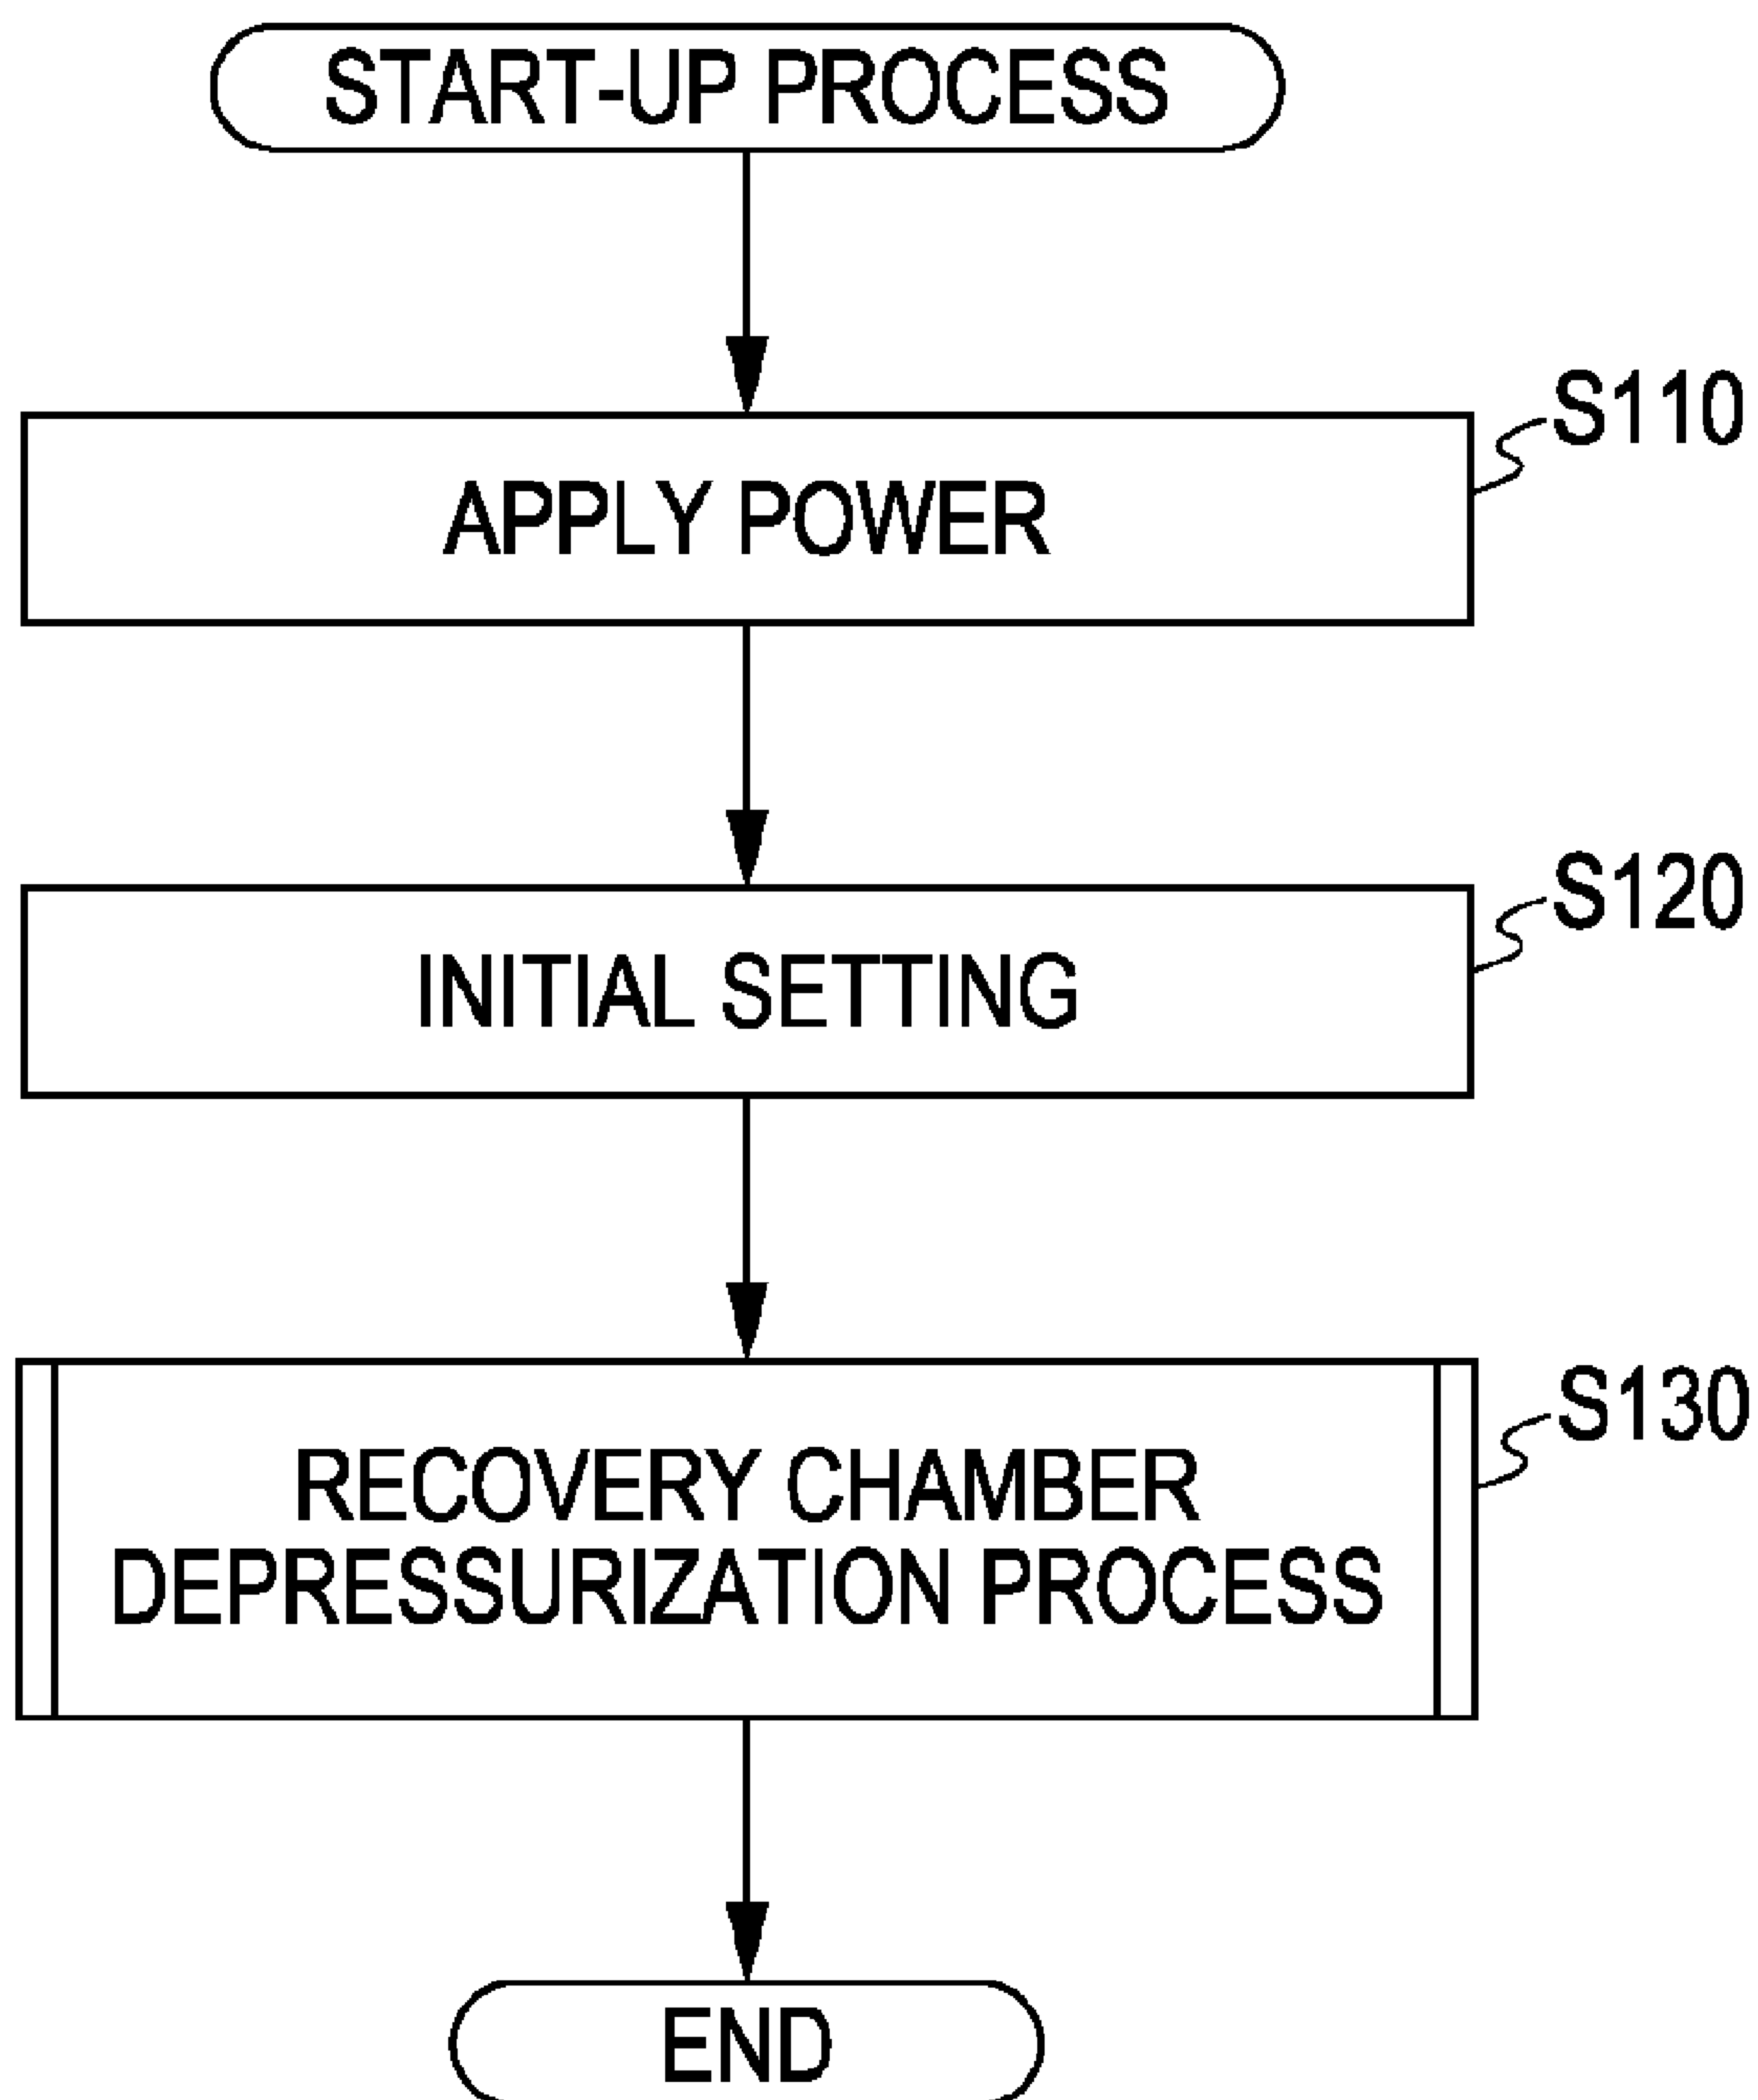 START-UP PROCESS
S110
APPLY POWER
S120
INITIAL SETTING
S130
RECOVERY CHAMBER
DEPRESSURIZATION PROCESS
END